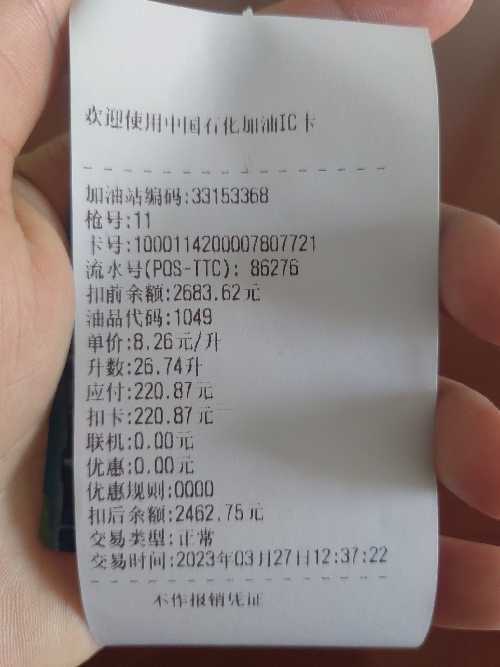 欢迎使用中国石化加油IC卡
加油站编码:33153368
枪号:11
卡号:1000114200007807721
流水号(POS-TTC): 86276
扣前余额:2683.62元
油品代码:1049
单价:8.26元/升
升数:26.74升
应付:220.87元
扣卡:220.87元
联机:0.00元
优惠:0.00元
优惠规则:0000
扣后余额:2462.75元
交易类型:正常
交易时间:2023年03月27日12:37:22
不作报销凭证